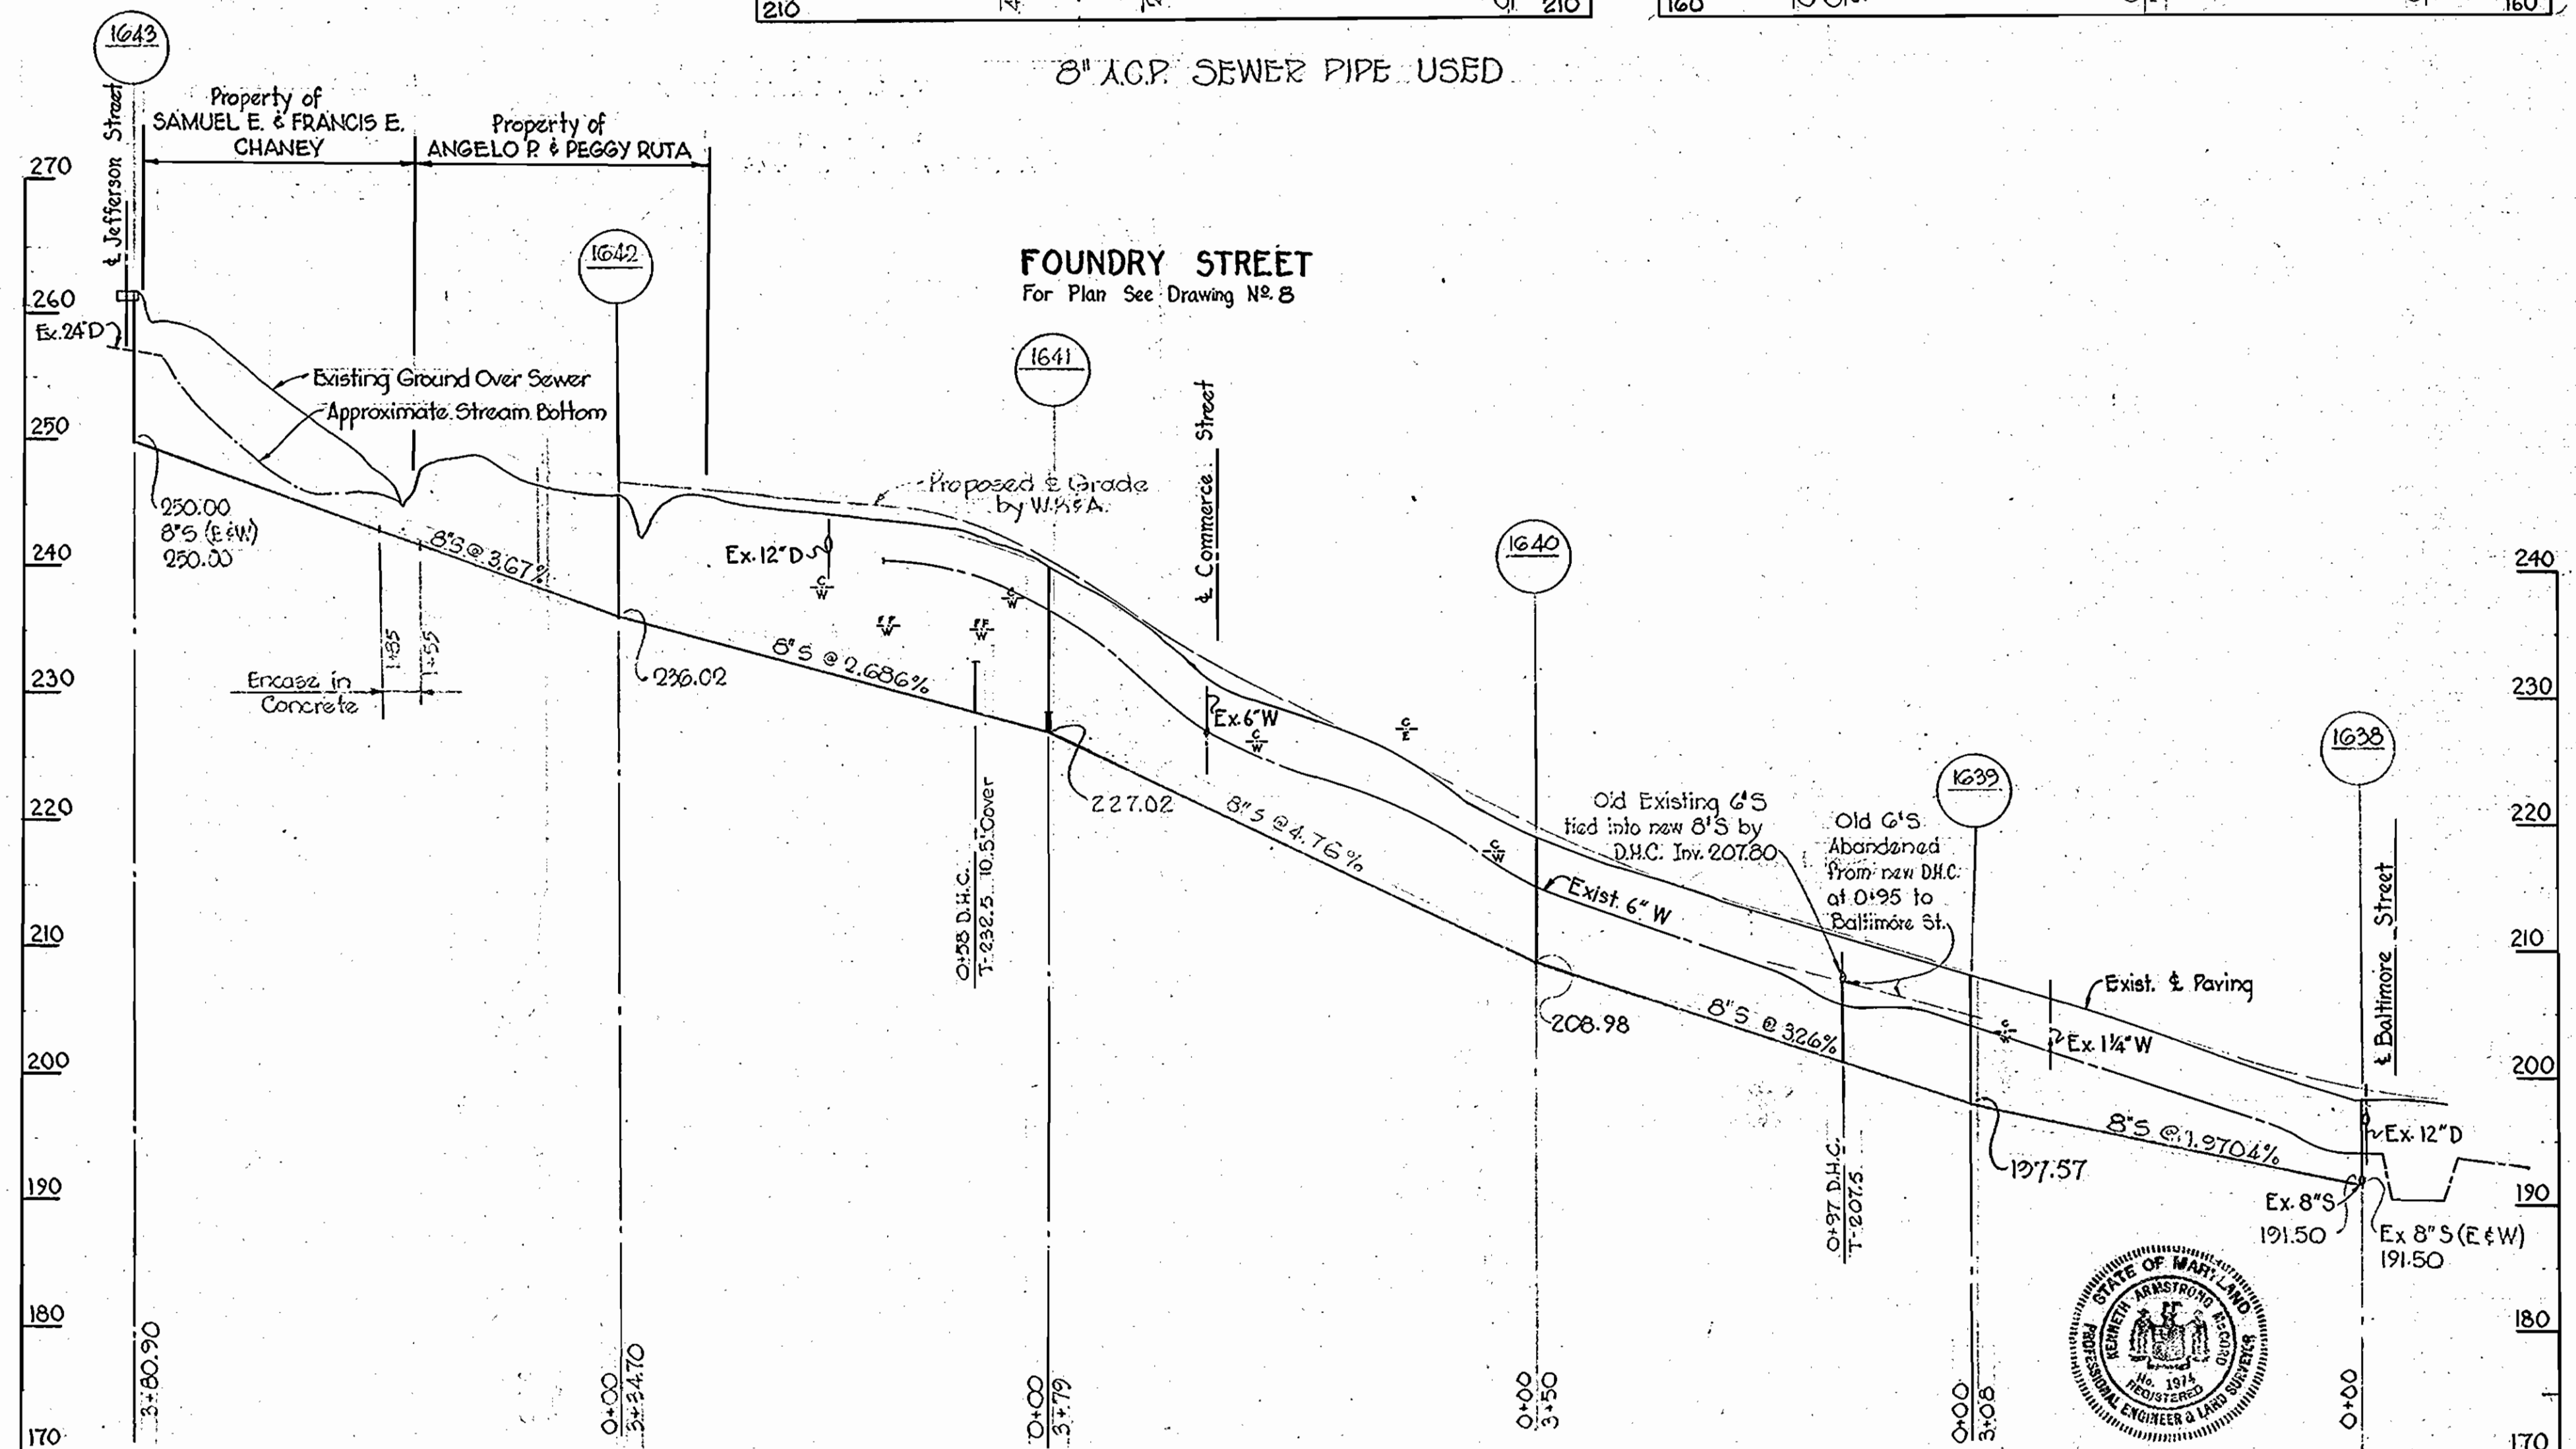 210
210
160
160
8" A.C.P. SEWER PIPE USED
1643
℄ Jefferson Street
Property of
SAMUEL E. & FRANCIS E.
CHANEY
Property of
ANGELO P. & PEGGY RUTA
FOUNDRY STREET
For Plan See Drawing Nº. 8
1642
1641
℄ Commerce Street
1640
1639
1638
℄ Baltimore Street
270
260
250
240
230
220
210
200
190
180
170
Ex. 24"D
Existing Ground Over Sewer
Approximate Stream Bottom
250.00
8"S (E&W)
250.00
8"S @ 3.67%
1+85
1+55
Encase in
Concrete
236.02
Proposed ℄ Grade
by W.R.&A.
Ex. 12"D
C
W
C
W
FF
W
FF
W
8"S @ 2.686%
0+58 D.H.C.
T-232.5 10.5' Cover
227.02
Ex. 6"W
C
W
C
E
8"S @ 4.76%
C
W
Exist. 6" W
208.98
Old Existing 6"S
tied into new 8"S by
D.H.C. Inv. 207.80
Old 6"S
Abandoned
from new D.H.C.
at 0+95 to
Baltimore St.
8"S @ 3.26%
0+97 D.H.C.
T-207.5
Exist. ℄ Paving
Ex. 1¼"W
197.57
8"S @ 1.9704%
Ex. 12"D
Ex. 8"S
191.50
Ex 8"S (E&W)
191.50
240
230
220
210
200
190
180
170
3+80.90
0+00
0+00
3+79
0+00
3+50
0+00
3+08
0+00
STATE OF MARYLAND
KENNETH ARMSTRONG MCCORD
No. 1974
REGISTERED
PROFESSIONAL ENGINEER & LAND SURVEYOR